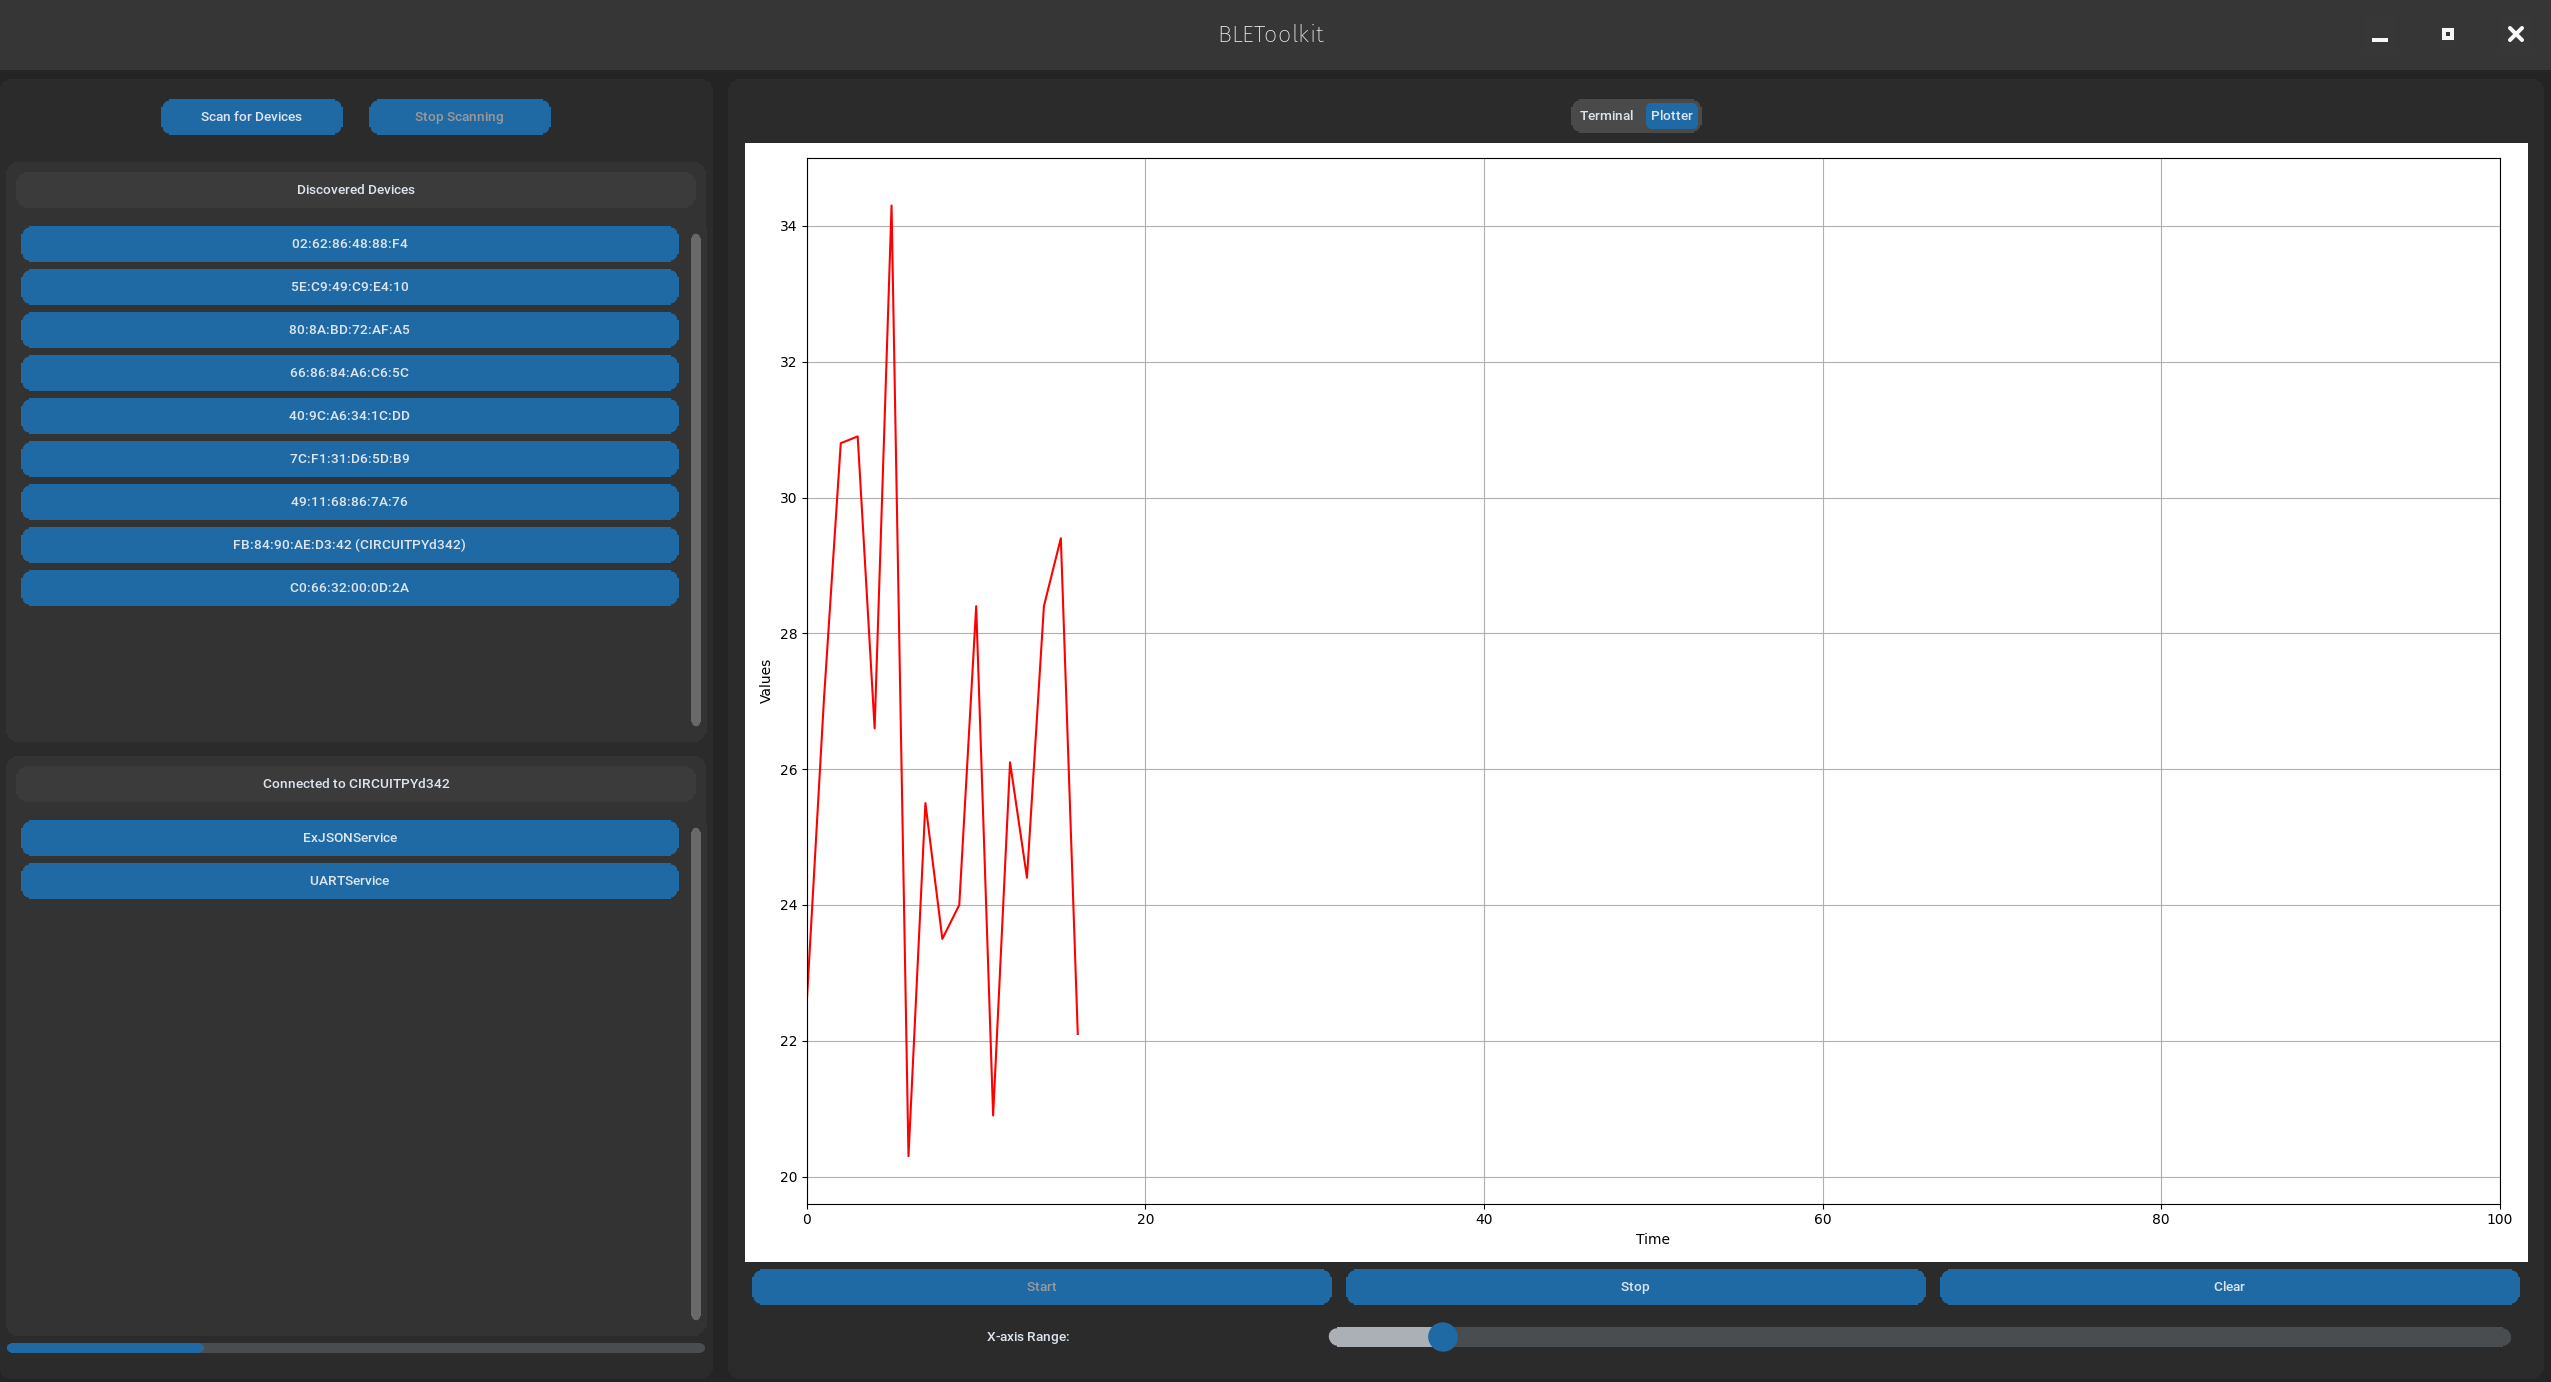 BLEToolkit
Scan for Devices
Stop Scanning
Discovered Devices
02:62:86:48:88:F4
5E:C9:49:C9:E4:10
80:8A:BD:72:AF:A5
66:86:84:A6:C6:5C
40:9C:A6:34:1C:DD
7C:F1:31:D6:5D:B9
49:11:68:86:7A:76
FB:84:90:AE:D3:42 (CIRCUITPYd342)
C0:66:32:00:0D:2A
Connected to CIRCUITPYd342
ExJSONService
UARTService
Terminal
Plotter
34
32
30
28
26
24
22
20
Values
0
20
40
60
80
100
Time
Start
Stop
Clear
X-axis Range: